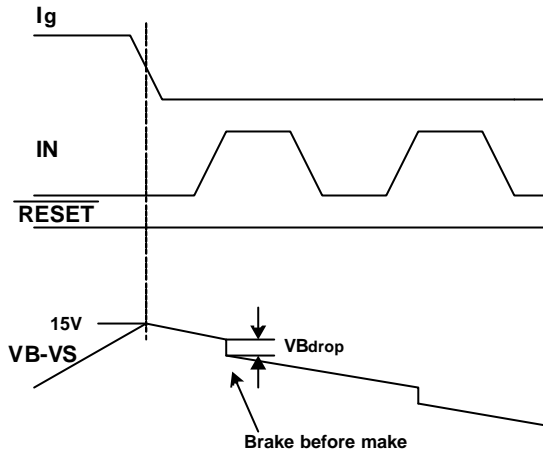 Ig
IN
RESET
15V
VB-VS
VBdrop
Brake before make